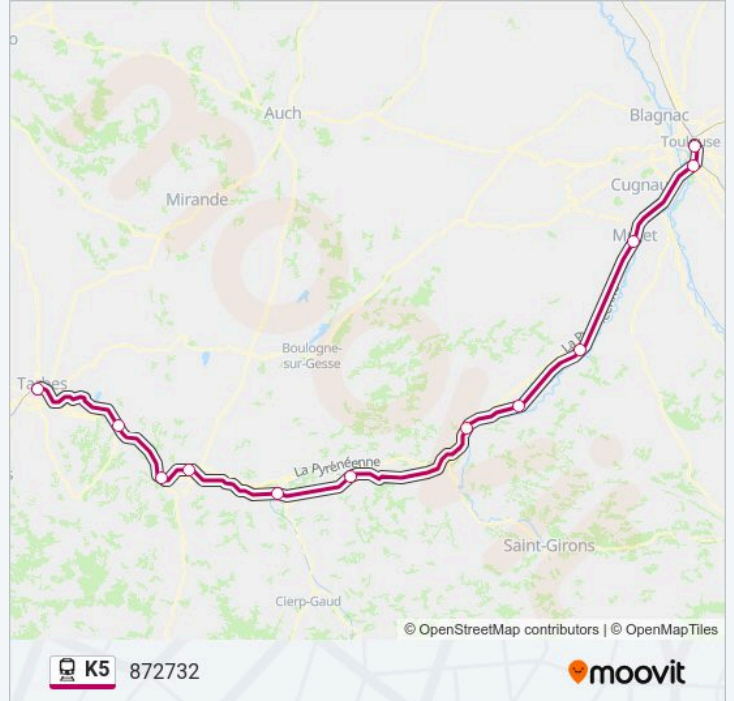 Auch
Blagnac
Toulouse
Mirande
Cugnau
Muret
Boulogne-
sur-Gesse
Tarbes
La Pyrénéenne
Saint-Girons
Cierp-Gaud
© OpenStreetMap contributors | © OpenMapTiles
K5 872732
moovit